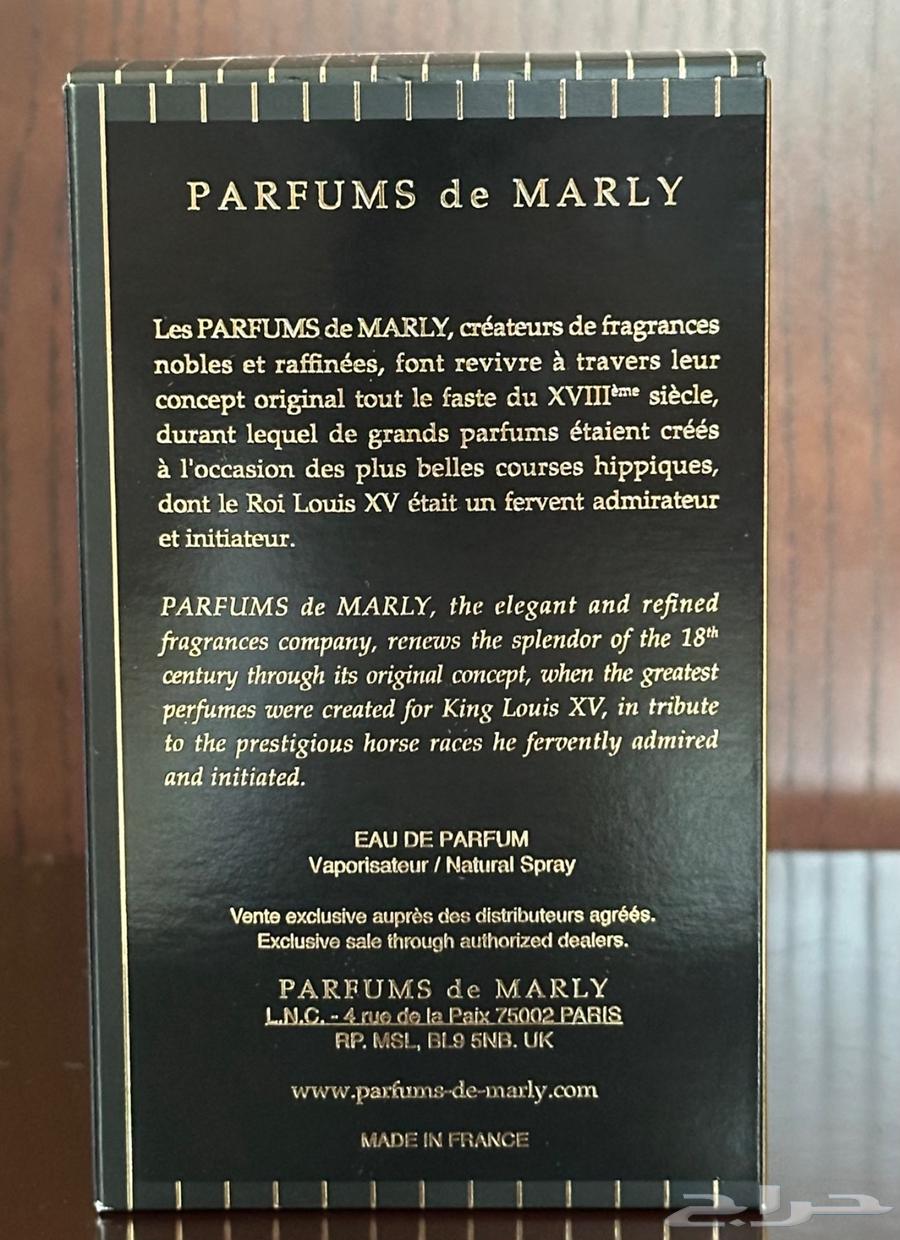 PARFUMS de MARLY
Les PARFUMS de MARLY, créateurs de fragrances
nobles et raffinées, font revivre à travers leur
concept original tout le faste du XVIIIème siècle,
durant lequel de grands parfums étaient créés
à l'occasion des plus belles courses hippiques,
dont le Roi Louis XV était un fervent admirateur
et initiateur.
PARFUMS de MARLY, the elegant and refined
fragrances company, renews the splendor of the 18th
century through its original concept, when the greatest
perfumes were created for King Louis XV, in tribute
to the prestigious horse races he fervently admired
and initiated.
EAU DE PARFUM
Vaporisateur / Natural Spray
Vente exclusive auprès des distributeurs agréés.
Exclusive sale through authorized dealers.
PARFUMS de MARLY
L.N.C. - 4 rue de la Paix 75002 PARIS
RP. MSL, BL9 5NB. UK
www.parfums-de-marly.com
MADE IN FRANCE
حراج